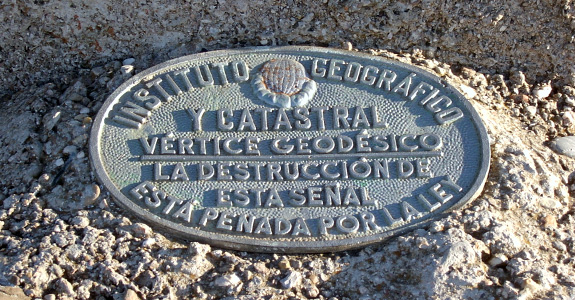 INSTITUTO GEOGRÁFICO
Y CATASTRAL
VÉRTICE GEODÉSICO
LA DESTRUCCIÓN DE
ESTA SEÑAL
ESTÁ PENADA POR LA LEY